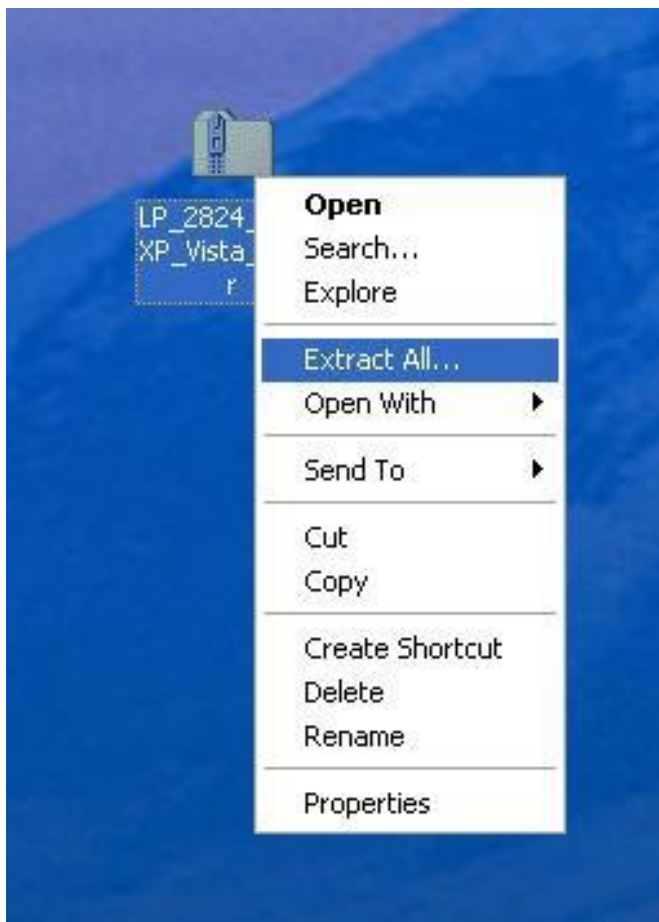 LP_2824_
XP_Vista_
r
Open
Search...
Explore
Extract All...
Open With
Send To
Cut
Copy
Create Shortcut
Delete
Rename
Properties